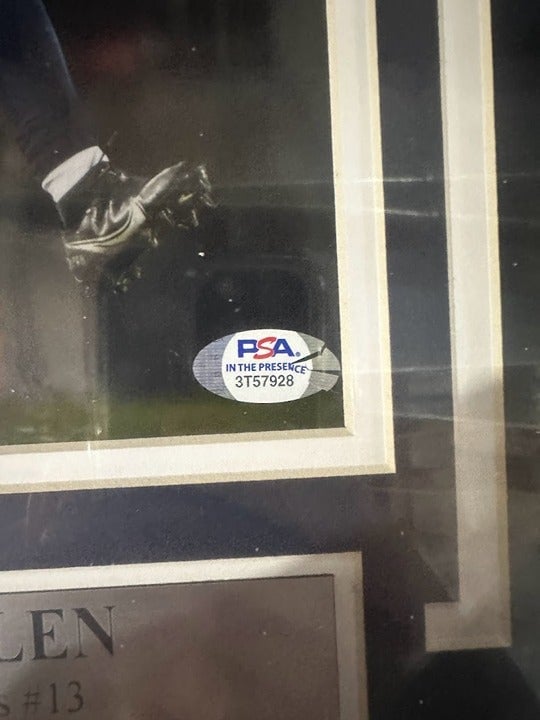 PSA
IN THE PRESENCE
3T57928
LEN
s #13